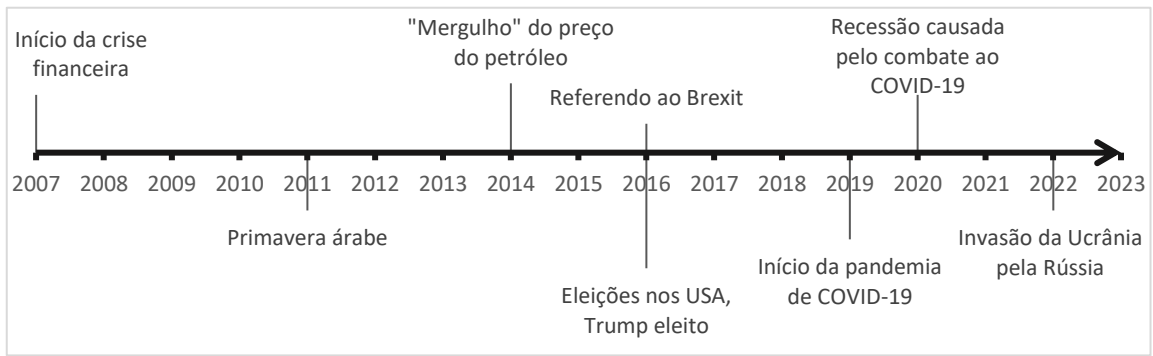 Início da crise
financeira
"Mergulho" do preço
do petróleo
Referendo ao Brexit
Recessão causada
pelo combate ao
COVID-19
2007 2008 2009 2010 2011 2012 2013 2014 2015 2016 2017 2018 2019 2020 2021 2022 2023
Primavera árabe
Eleições nos USA,
Trump eleito
Início da pandemia
de COVID-19
Invasão da Ucrânia
pela Rússia